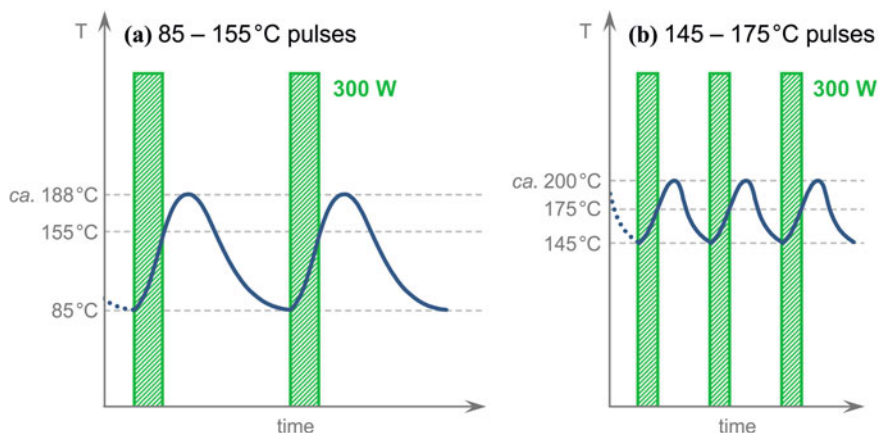 T
(a) 85 – 155 °C pulses
300 W
ca. 188 °C
155 °C
85 °C
time
T
(b) 145 – 175 °C pulses
300 W
ca. 200 °C
175 °C
145 °C
time